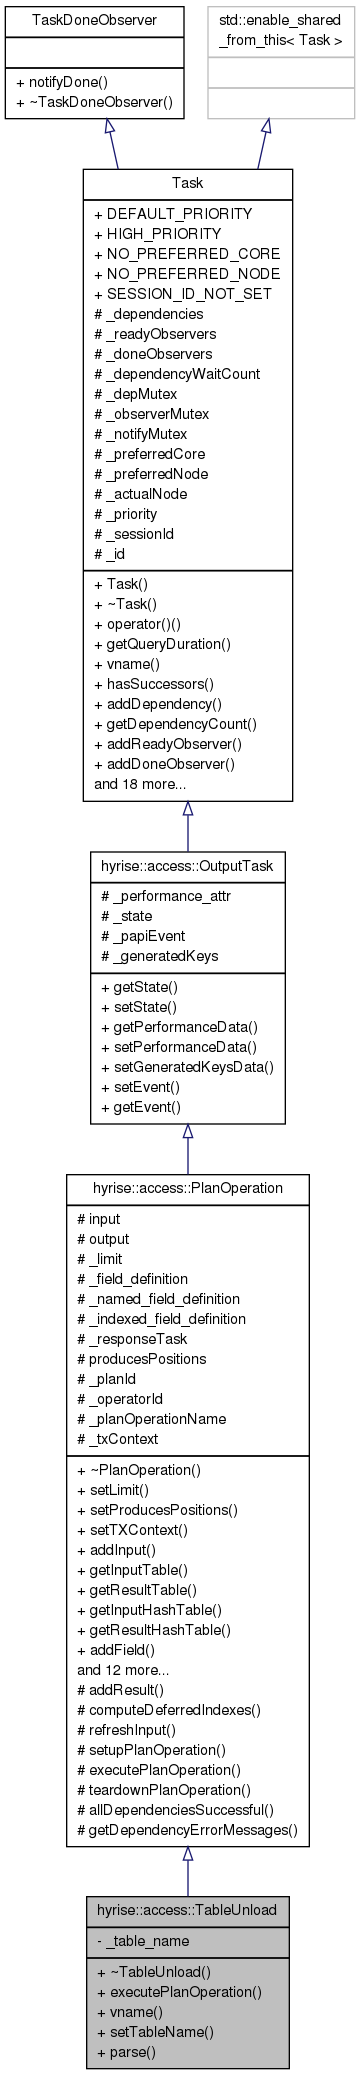 TaskDoneObserver
+ notifyDone()
+ ~TaskDoneObserver()
std::enable_shared
_from_this< Task >
Task
+ DEFAULT_PRIORITY
+ HIGH_PRIORITY
+ NO_PREFERRED_CORE
+ NO_PREFERRED_NODE
+ SESSION_ID_NOT_SET
# _dependencies
# _readyObservers
# _doneObservers
# _dependencyWaitCount
# _depMutex
# _observerMutex
# _notifyMutex
# _preferredCore
# _preferredNode
# _actualNode
# _priority
# _sessionId
# _id
+ Task()
+ ~Task()
+ operator()()
+ getQueryDuration()
+ vname()
+ hasSuccessors()
+ addDependency()
+ getDependencyCount()
+ addReadyObserver()
+ addDoneObserver()
and 18 more...
hyrise::access::OutputTask
# _performance_attr
# _state
# _papiEvent
# _generatedKeys
+ getState()
+ setState()
+ getPerformanceData()
+ setPerformanceData()
+ setGeneratedKeysData()
+ setEvent()
+ getEvent()
hyrise::access::PlanOperation
# input
# output
# _limit
# _field_definition
# _named_field_definition
# _indexed_field_definition
# _responseTask
# producesPositions
# _planId
# _operatorId
# _planOperationName
# _txContext
+ ~PlanOperation()
+ setLimit()
+ setProducesPositions()
+ setTXContext()
+ addInput()
+ getInputTable()
+ getResultTable()
+ getInputHashTable()
+ getResultHashTable()
+ addField()
and 12 more...
# addResult()
# computeDeferredIndexes()
# refreshInput()
# setupPlanOperation()
# executePlanOperation()
# teardownPlanOperation()
# allDependenciesSuccessful()
# getDependencyErrorMessages()
hyrise::access::TableUnload
- _table_name
+ ~TableUnload()
+ executePlanOperation()
+ vname()
+ setTableName()
+ parse()